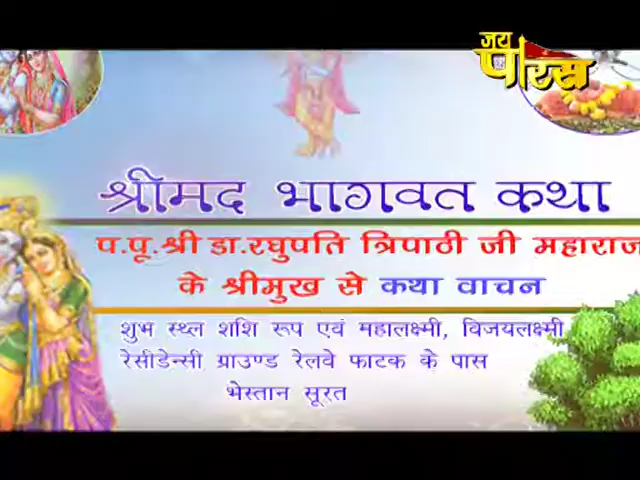 जय
पारस
श्रीमद भागवत कथा
प.पू.श्री डा.रघुपति त्रिपाठी जी महाराज
के श्रीमुख से कथा वाचन
शुभ स्थ्ल शशि रूप एवं महालक्ष्मी, विजयलक्ष्मी
रेसीडेन्सी ग्राउण्ड रेलवे फाटक के पास
भेस्तान सूरत